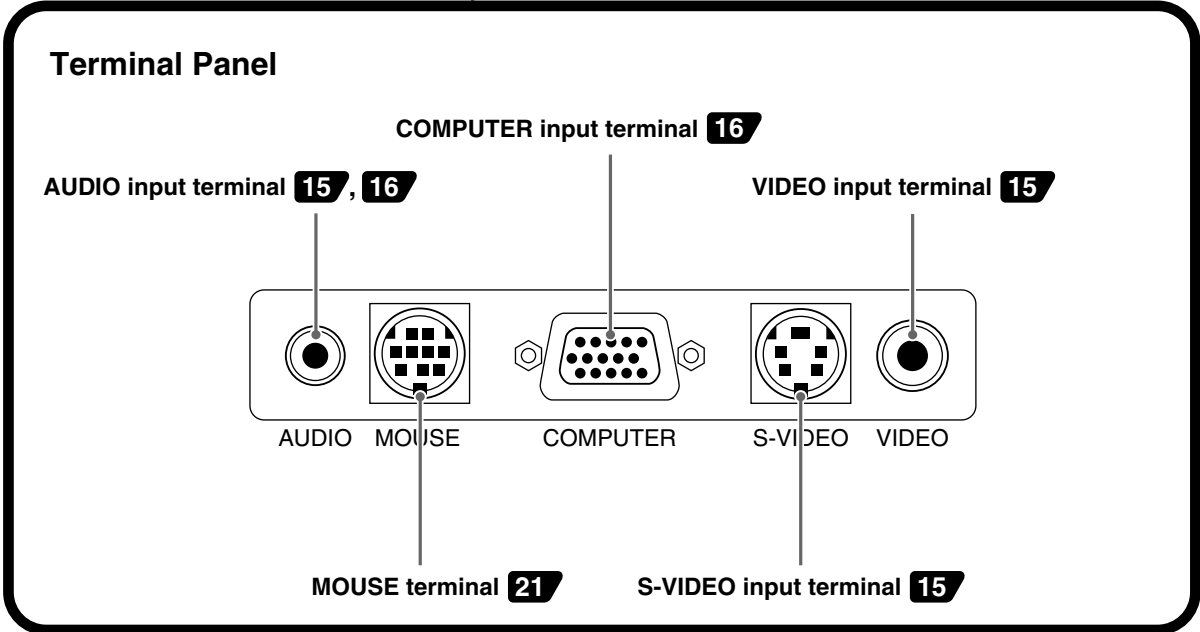 Terminal Panel
COMPUTER input terminal 16
AUDIO input terminal 15, 16
VIDEO input terminal 15
AUDIO MOUSE COMPUTER S-VIDEO VIDEO
MOUSE terminal 21
S-VIDEO input terminal 15